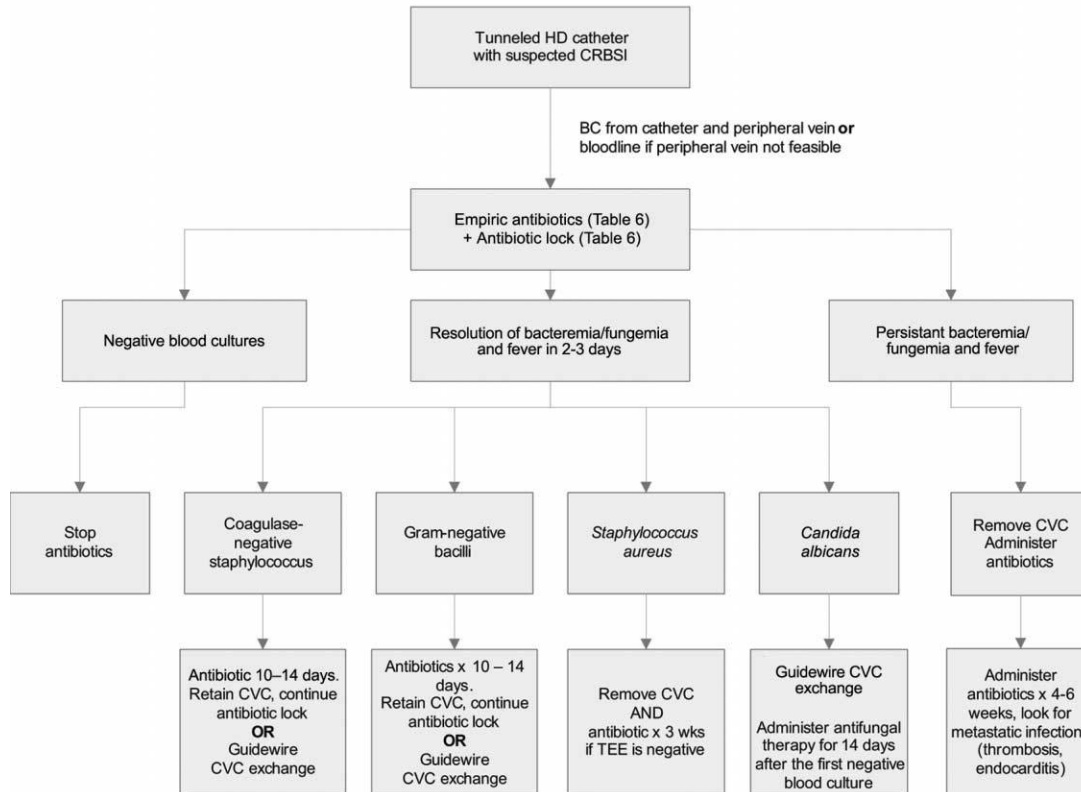 Tunneled HD catheter
with suspected CRBSI
BC from catheter and peripheral vein or
bloodline if peripheral vein not feasible
Empiric antibiotics (Table 6)
+ Antibiotic lock (Table 6)
Negative blood cultures
Resolution of bacteremia/fungemia
and fever in 2-3 days
Persistant bacteremia/
fungemia and fever
Stop
antibiotics
Coagulase-
negative
staphylococcus
Gram-negative
bacilli
Staphylococcus
aureus
Candida
albicans
Remove CVC
Administer
antibiotics
Antibiotic 10–14 days.
Retain CVC, continue
antibiotic lock
OR
Guidewire
CVC exchange
Antibiotics x 10 – 14
days.
Retain CVC, continue
antibiotic lock
OR
Guidewire
CVC exchange
Remove CVC
AND
antibiotic x 3 wks
if TEE is negative
Guidewire CVC
exchange
Administer antifungal
therapy for 14 days
after the first negative
blood culture
Administer
antibiotics x 4-6
weeks, look for
metastatic infection
(thrombosis,
endocarditis)